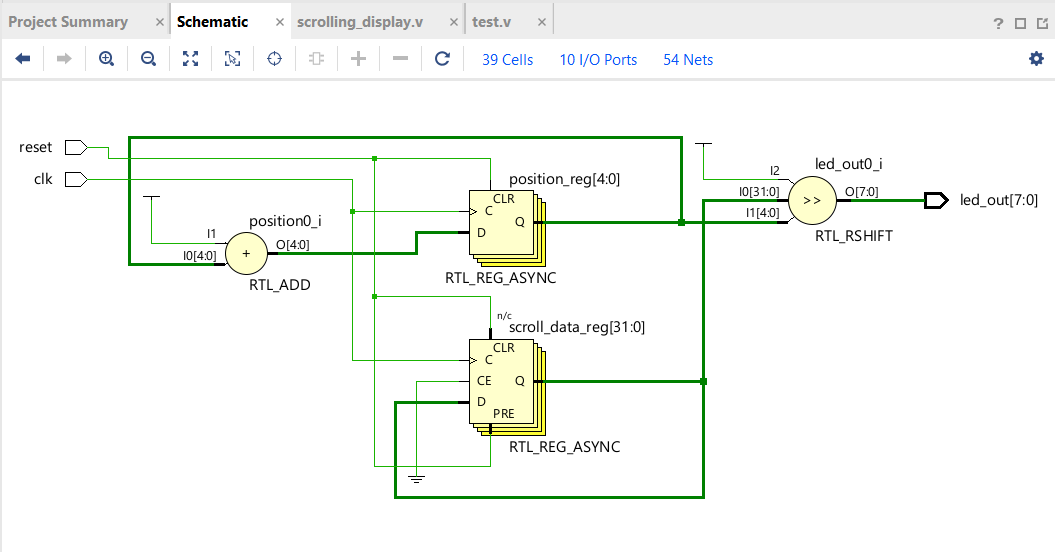 Project Summary × Schematic × scrolling_display.v × test.v × ?
39 Cells 10 I/O Ports 54 Nets
reset
clk
position0_i
I1
I0[4:0]
+
O[4:0]
RTL_ADD
position_reg[4:0]
CLR
C
D
Q
RTL_REG_ASYNC
n/c
scroll_data_reg[31:0]
CLR
C
CE
D
Q
PRE
RTL_REG_ASYNC
led_out0_i
I2
I0[31:0]
I1[4:0]
>>
O[7:0]
RTL_RSHIFT
led_out[7:0]